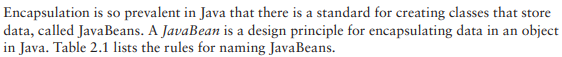 Encapsulation is so prevalent in Java that there is a standard for creating classes that store
data, called JavaBeans. A JavaBean is a design principle for encapsulating data in an object
in Java. Table 2.1 lists the rules for naming JavaBeans.